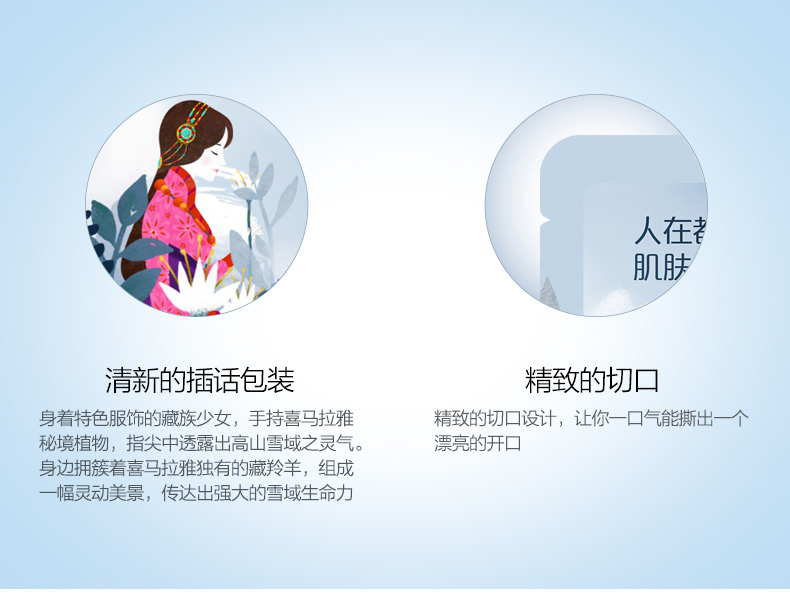 人在都
肌肤
清新的插话包装
身着特色服饰的藏族少女，手持喜马拉雅
秘境植物，指尖中透露出高山雪域之灵气。
身边拥簇着喜马拉雅独有的藏羚羊，组成
一幅灵动美景，传达出强大的雪域生命力
精致的切口
精致的切口设计，让你一口气能撕出一个
漂亮的开口